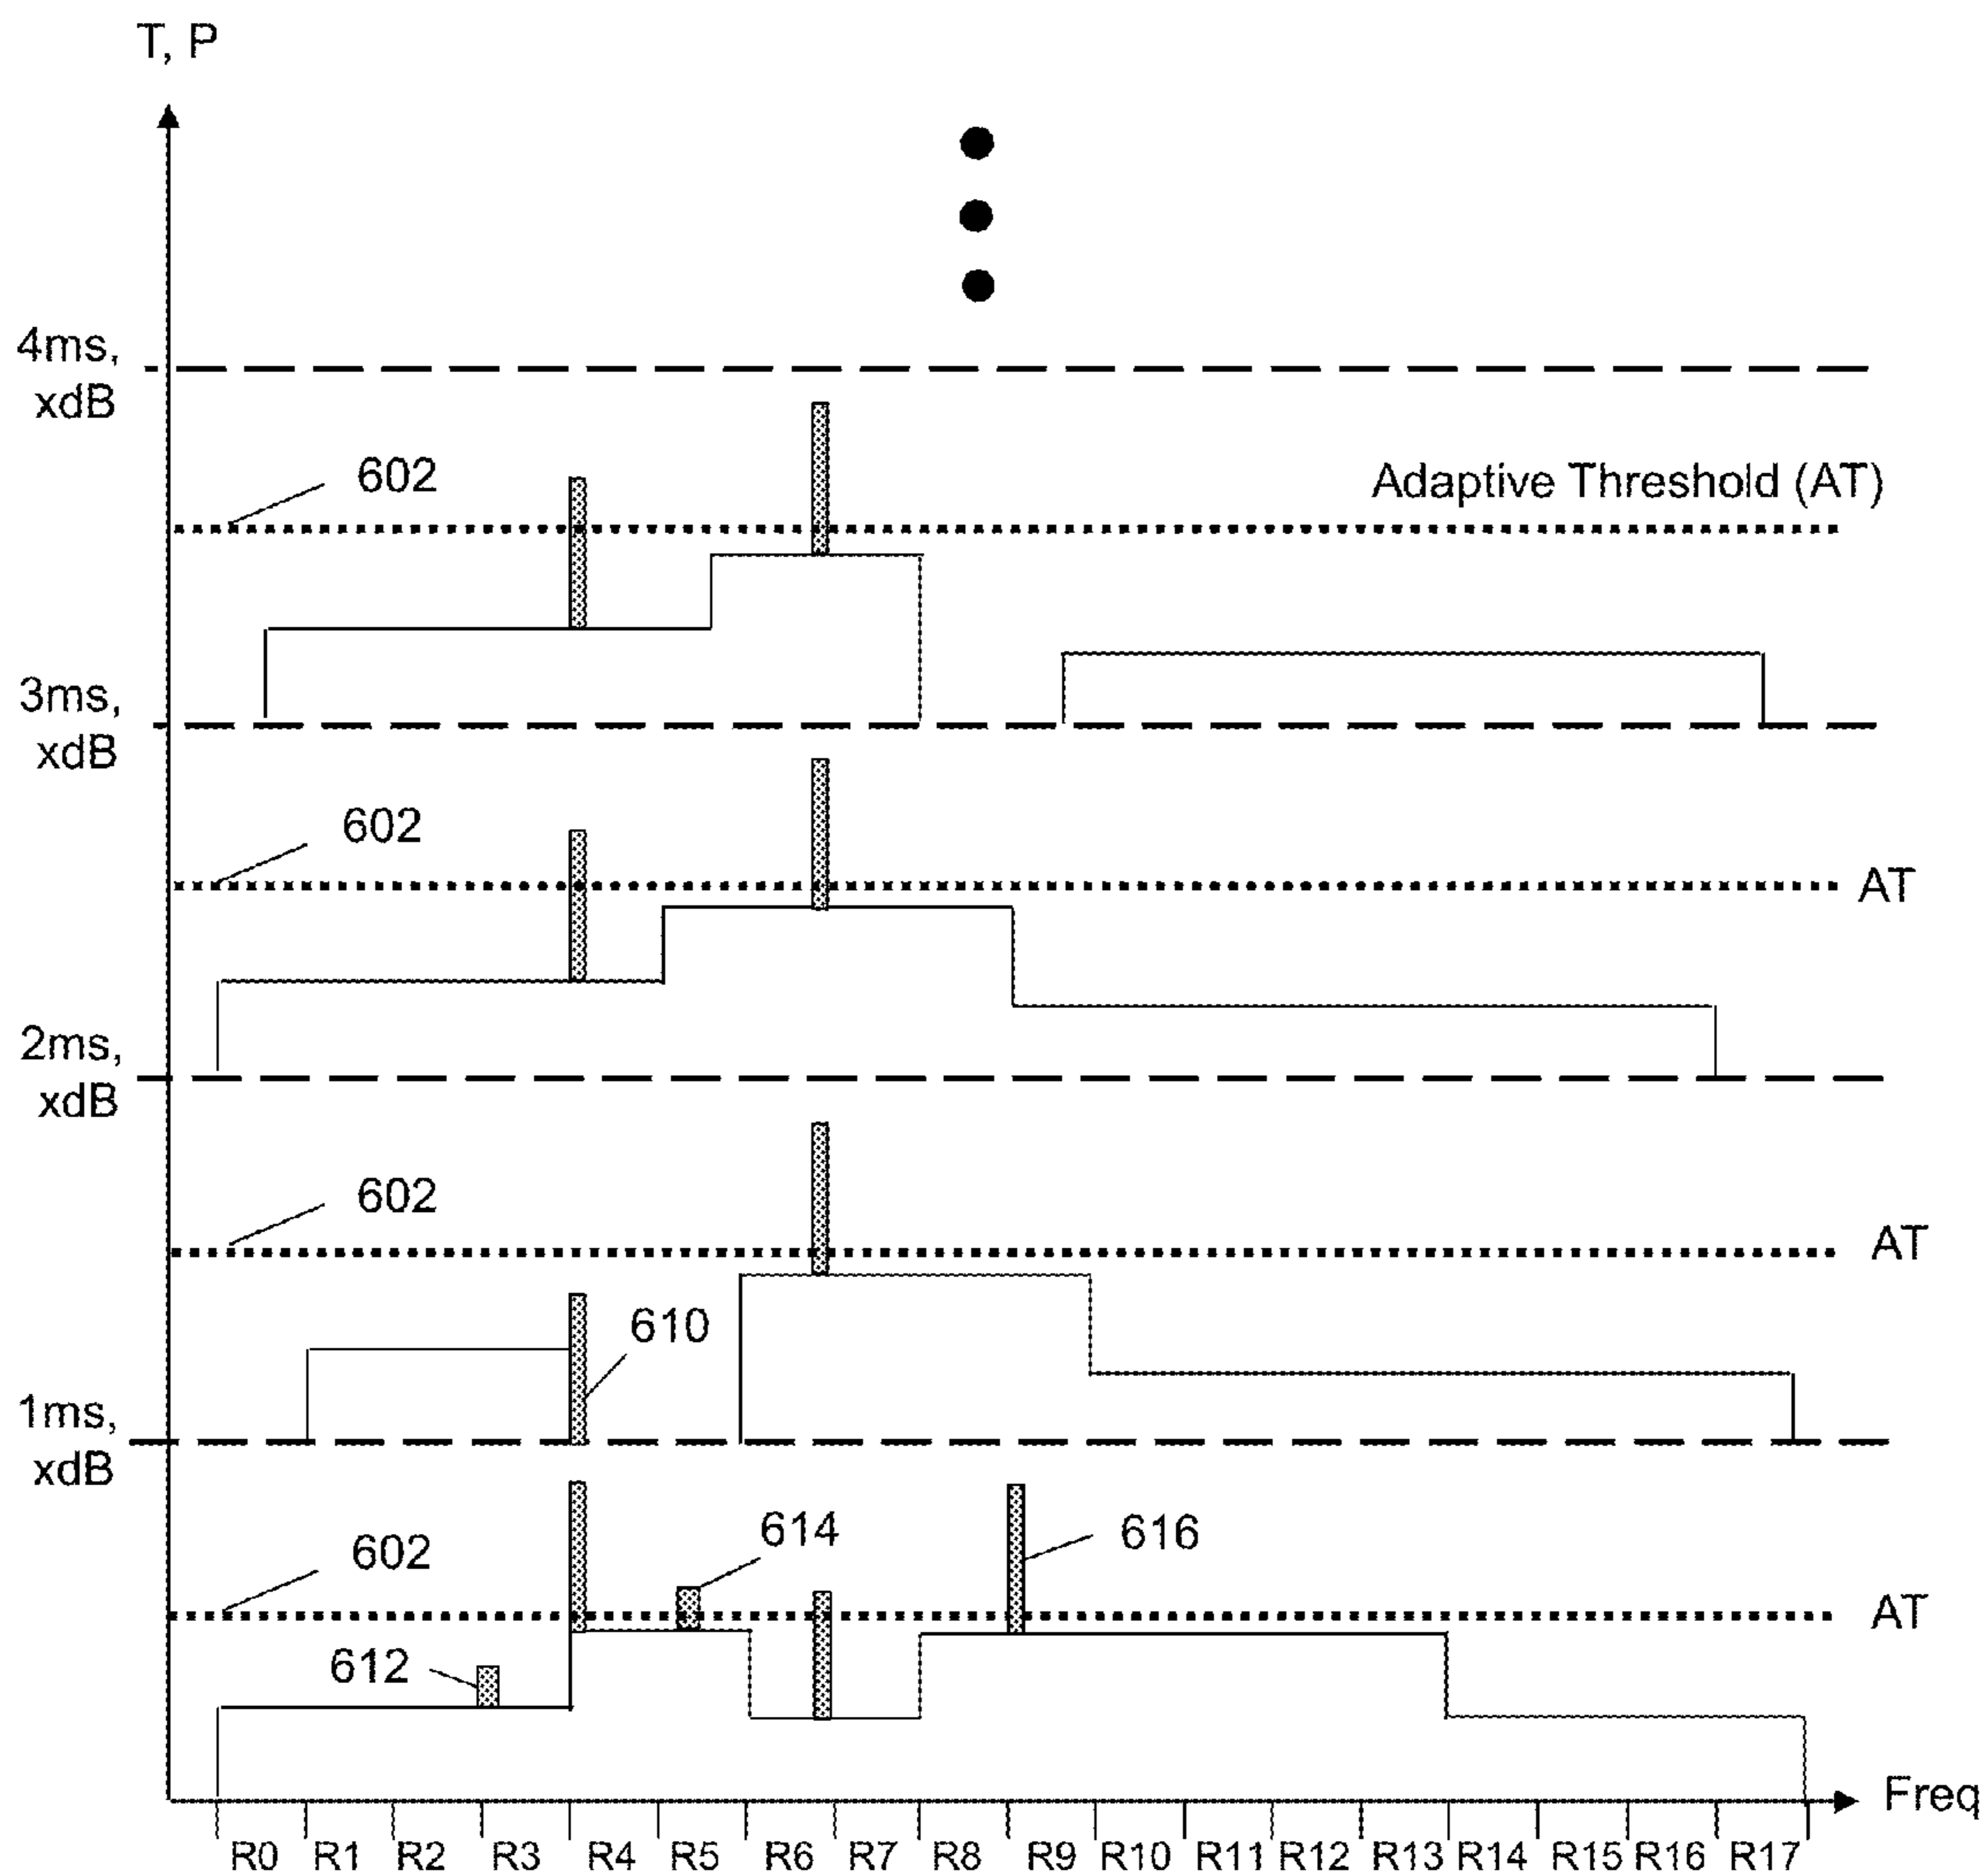 T, P
4ms,
xdB
602
Adaptive Threshold (AT)
3ms,
xdB
602
AT
2ms,
xdB
602
AT
610
1ms,
xdB
602
614
616
AT
612
Freq
R0 R1 R2 R3 R4 R5 R6 R7 R8 R9 R10 R11 R12 R13 R14 R15 R16 R17